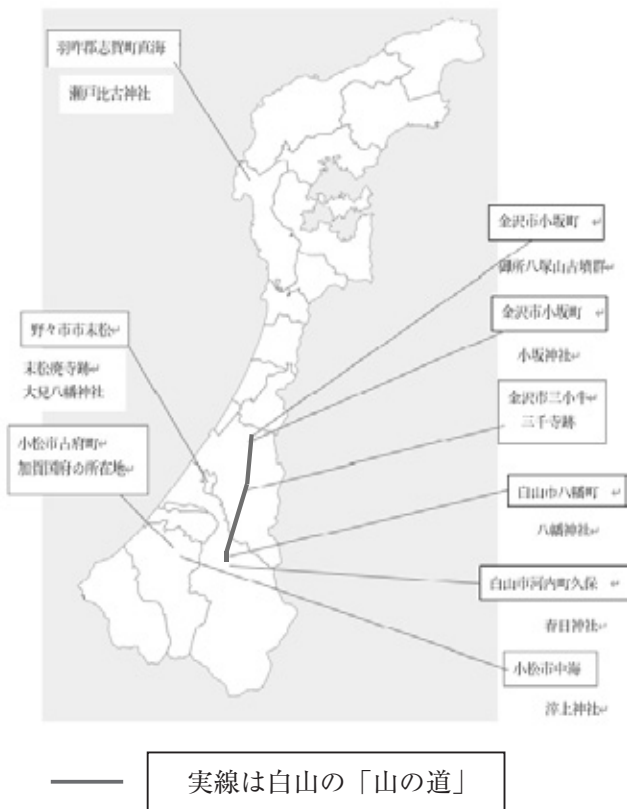 羽咋郡志賀町直海
瀬戸比古神社
金沢市小坂町
御所八塚山古墳群
金沢市小坂町
小坂神社
野々市市末松
末松廃寺跡
大兄八幡神社
金沢市三小牛
三千寺跡
小松市古府町
加賀国府の所在地
白山市八幡町
八幡神社
白山市河内町久保
春日神社
小松市中海
滓上神社
実線は白山の「山の道」